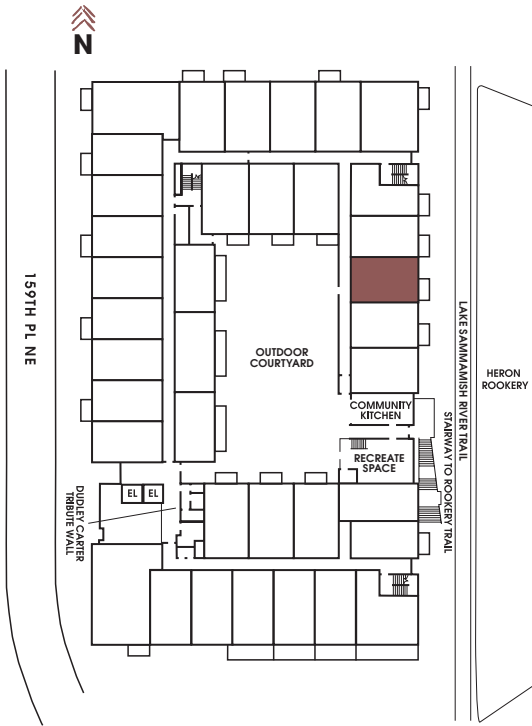 N
159TH PL NE
OUTDOOR
COURTYARD
LAKE SAMMAMISH RIVER TRAIL
HERON
ROOKERY
COMMUNITY
KITCHEN
STAIRWAY TO ROOKERY TRAIL
RECREATE
SPACE
EL EL
DUDLEY CARTER
TRIBUTE WALL